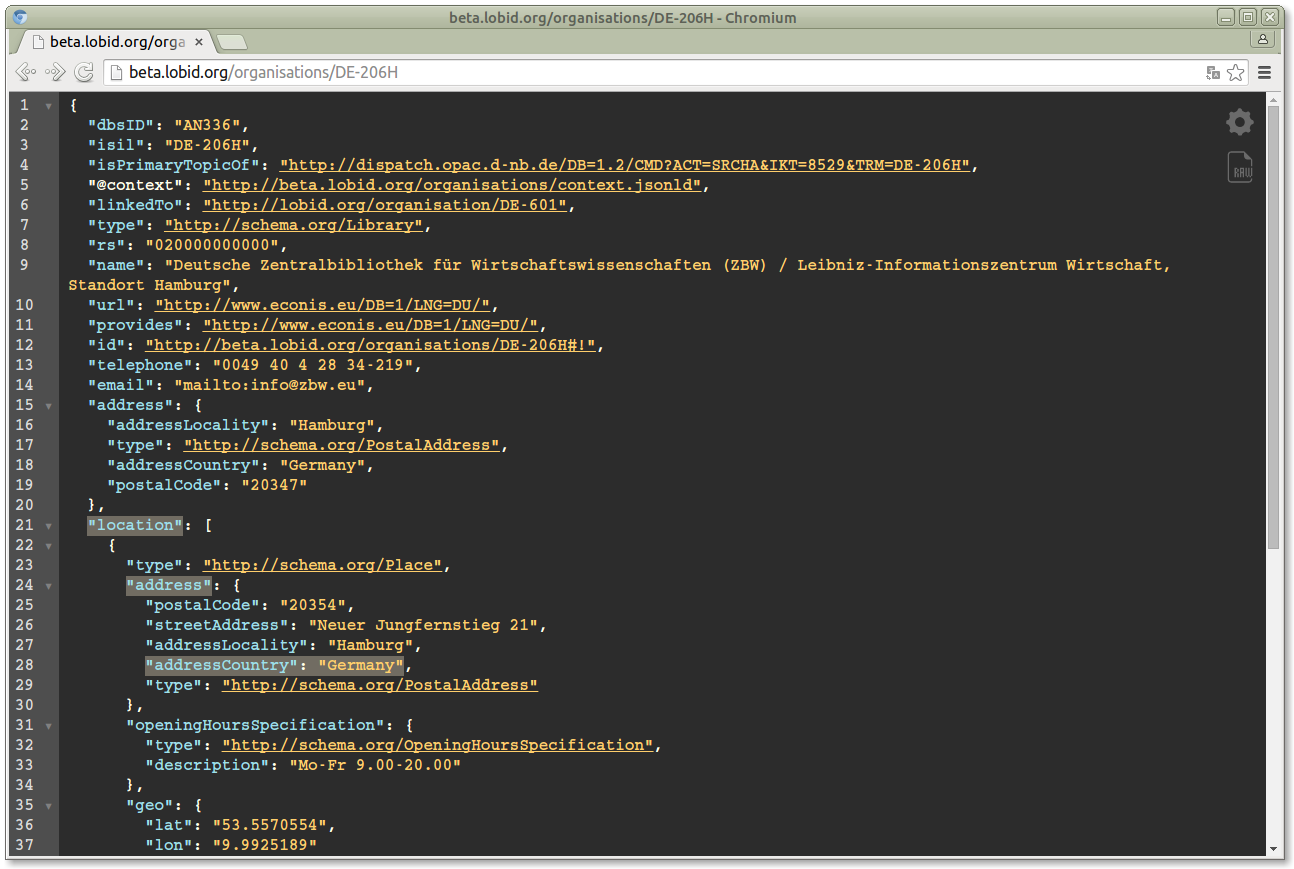 beta.lobid.org/organisations/DE-206H - Chromium
beta.lobid.org/orga
beta.lobid.org/organisations/DE-206H
1 {
2 "dbsID": "AN336",
3 "isil": "DE-206H",
4 "isPrimaryTopicOf": "http://dispatch.opac.d-nb.de/DB=1.2/CMD?ACT=SRCHA&IKT=8529&TRM=DE-206H",
5 "@context": "http://beta.lobid.org/organisations/context.jsonld",
6 "linkedTo": "http://lobid.org/organisation/DE-601",
7 "type": "http://schema.org/Library",
8 "rs": "020000000000",
9 "name": "Deutsche Zentralbibliothek für Wirtschaftswissenschaften (ZBW) / Leibniz-Informationszentrum Wirtschaft,
Standort Hamburg",
10 "url": "http://www.econis.eu/DB=1/LNG=DU/",
11 "provides": "http://www.econis.eu/DB=1/LNG=DU/",
12 "id": "http://beta.lobid.org/organisations/DE-206H#!",
13 "telephone": "0049 40 4 28 34-219",
14 "email": "mailto:info@zbw.eu",
15 "address": {
16 "addressLocality": "Hamburg",
17 "type": "http://schema.org/PostalAddress",
18 "addressCountry": "Germany",
19 "postalCode": "20347"
20 },
21 "location": [
22 {
23 "type": "http://schema.org/Place",
24 "address": {
25 "postalCode": "20354",
26 "streetAddress": "Neuer Jungfernstieg 21",
27 "addressLocality": "Hamburg",
28 "addressCountry": "Germany",
29 "type": "http://schema.org/PostalAddress"
30 },
31 "openingHoursSpecification": {
32 "type": "http://schema.org/OpeningHoursSpecification",
33 "description": "Mo-Fr 9.00-20.00"
34 },
35 "geo": {
36 "lat": "53.5570554",
37 "lon": "9.9925189"
RAW